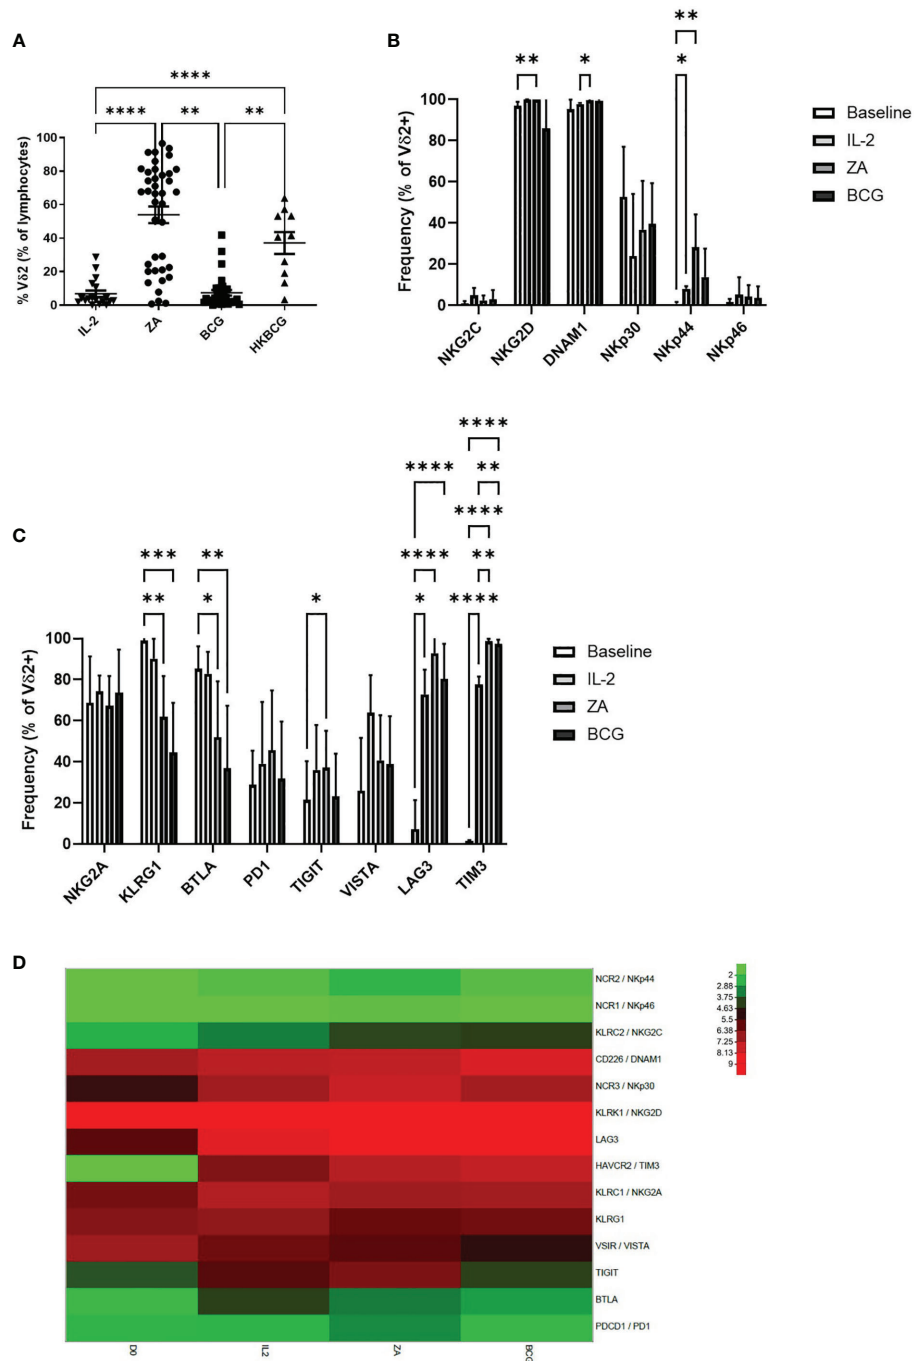 A
****
**** ** **
% Vδ2 (% of lymphocytes)
100
80
60
40
20
0
IL-2 ZA BCG HKBCG
B
**
** * *
Frequency (% of Vδ2+)
100
80
60
40
20
0
NKG2C NKG2D DNAM1 NKp30 NKp44 NKp46
Baseline
IL-2
ZA
BCG
C
****
**** **
****
*** ** **** **
** * * * ****
Frequency (% of Vδ2+)
100
80
60
40
20
0
NKG2A KLRG1 BTLA PD1 TIGIT VISTA LAG3 TIM3
Baseline
IL-2
ZA
BCG
D
NCR2 / NKp44
NCR1 / NKp46
KLRC2 / NKG2C
CD226 / DNAM1
NCR3 / NKp30
KLRK1 / NKG2D
LAG3
HAVCR2 / TIM3
KLRC1 / NKG2A
KLRG1
VSIR / VISTA
TIGIT
BTLA
PDCD1 / PD1
D0 IL2 ZA BCG
2
2.88
3.75
4.63
5.5
6.38
7.25
8.13
9